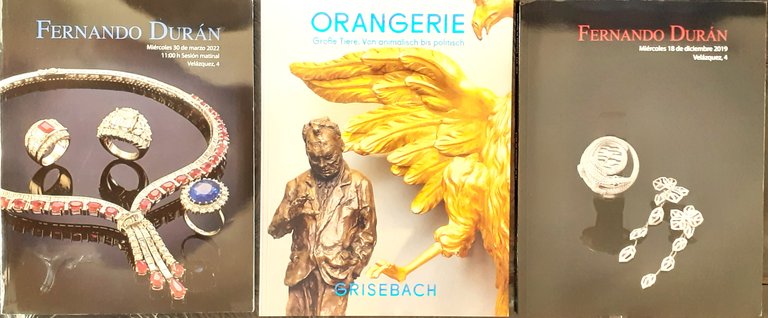 FERNANDO DURÁN
Miércoles 30 de marzo 2022
11:00 h Sesión matinal
Velázquez, 4
ORANGERIE
Große Tiere. Von animalisch bis politisch
GRISEBACH
FERNANDO DURÁN
Miércoles 18 de diciembre 2019
Velázquez, 4